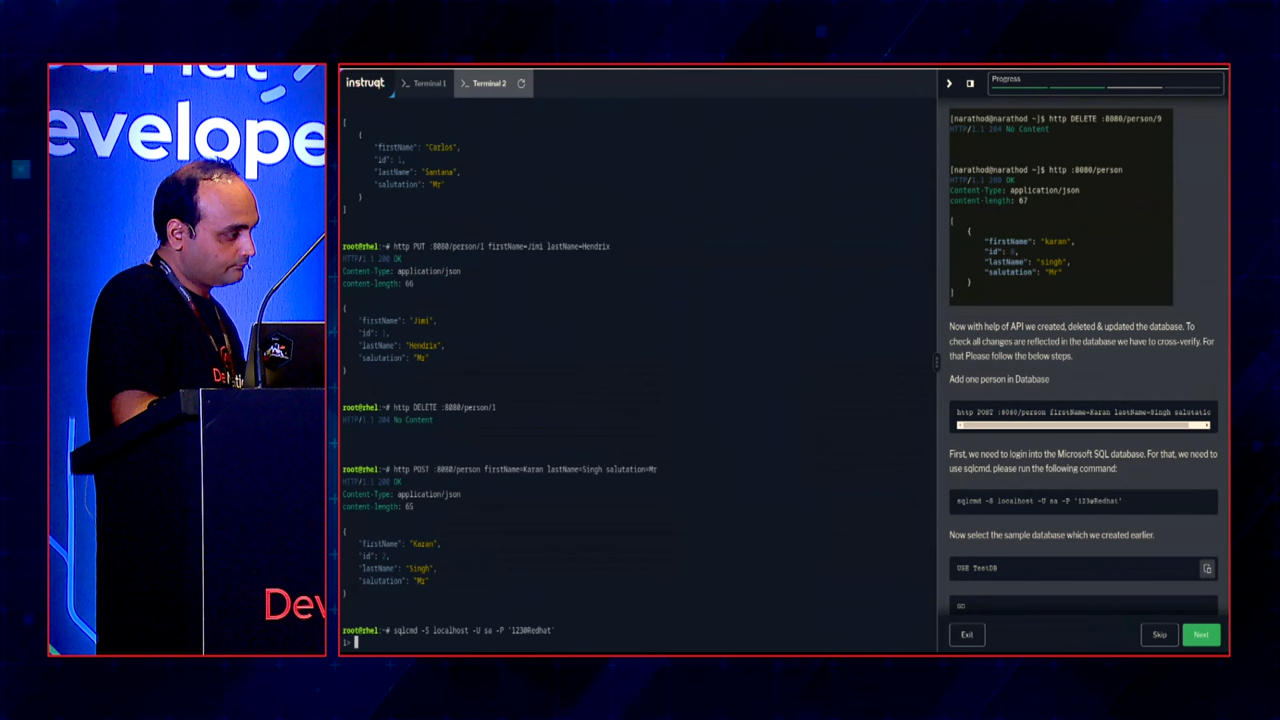 evelope
De
Dev
instruqt
>_ Terminal 1
>_ Terminal 2
[
{
"firstName": "Carlos",
"id": 1,
"lastName": "Santana",
"salutation": "Mr"
}
]
root@rhel:~# http PUT :8080/person/1 firstName=Jimi lastName=Hendrix
HTTP/1.1 200 OK
Content-Type: application/json
content-length: 66
{
"firstName": "Jimi",
"id": 1,
"lastName": "Hendrix",
"salutation": "Mr"
}
root@rhel:~# http DELETE :8080/person/1
HTTP/1.1 204 No Content
root@rhel:~# http POST :8080/person firstName=Karan lastName=Singh salutation=Mr
HTTP/1.1 200 OK
Content-Type: application/json
content-length: 65
{
"firstName": "Karan",
"id": 2,
"lastName": "Singh",
"salutation": "Mr"
}
root@rhel:~# sqlcmd -S localhost -U sa -P '123@Redhat'
1>
Progress
[narathod@narathod ~]$ http DELETE :8080/person/9
HTTP/1.1 204 No Content
[narathod@narathod ~]$ http :8080/person
HTTP/1.1 200 OK
Content-Type: application/json
content-length: 67
[
{
"firstName": "karan",
"id":
"lastName": "singh",
"salutation": "Mr"
}
]
Now with help of API we created, deleted & updated the database. To
check all changes are reflected in the database we have to cross-verify. For
that Please follow the below steps.
Add one person in Database
http POST :8080/person firstName=Karan lastName=Singh salutatio
First, we need to login into the Microsoft SQL database. For that, we need to
use sqlcmd, please run the following command:
sqlcmd -S localhost -U sa -P '123@Redhat'
Now select the sample database which we created earlier.
USE TestDB
GO
Exit
Skip
Next